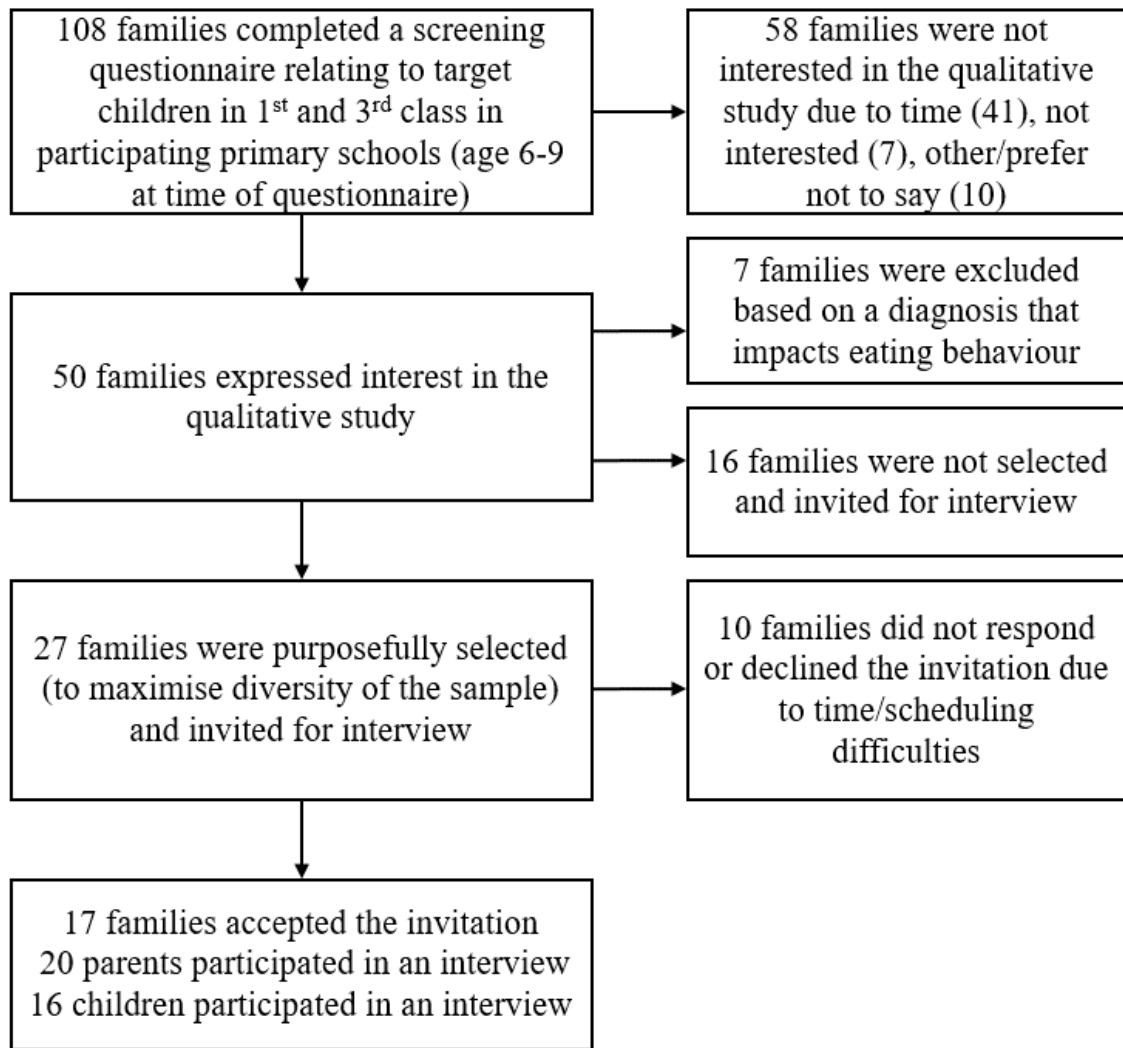 108 families completed a screening
questionnaire relating to target
children in 1st and 3rd class in
participating primary schools (age 6-9
at time of questionnaire)
58 families were not
interested in the qualitative
study due to time (41), not
interested (7), other/prefer
not to say (10)
7 families were excluded
based on a diagnosis that
impacts eating behaviour
50 families expressed interest in the
qualitative study
16 families were not selected
and invited for interview
27 families were purposefully selected
(to maximise diversity of the sample)
and invited for interview
10 families did not respond
or declined the invitation due
to time/scheduling
difficulties
17 families accepted the invitation
20 parents participated in an interview
16 children participated in an interview